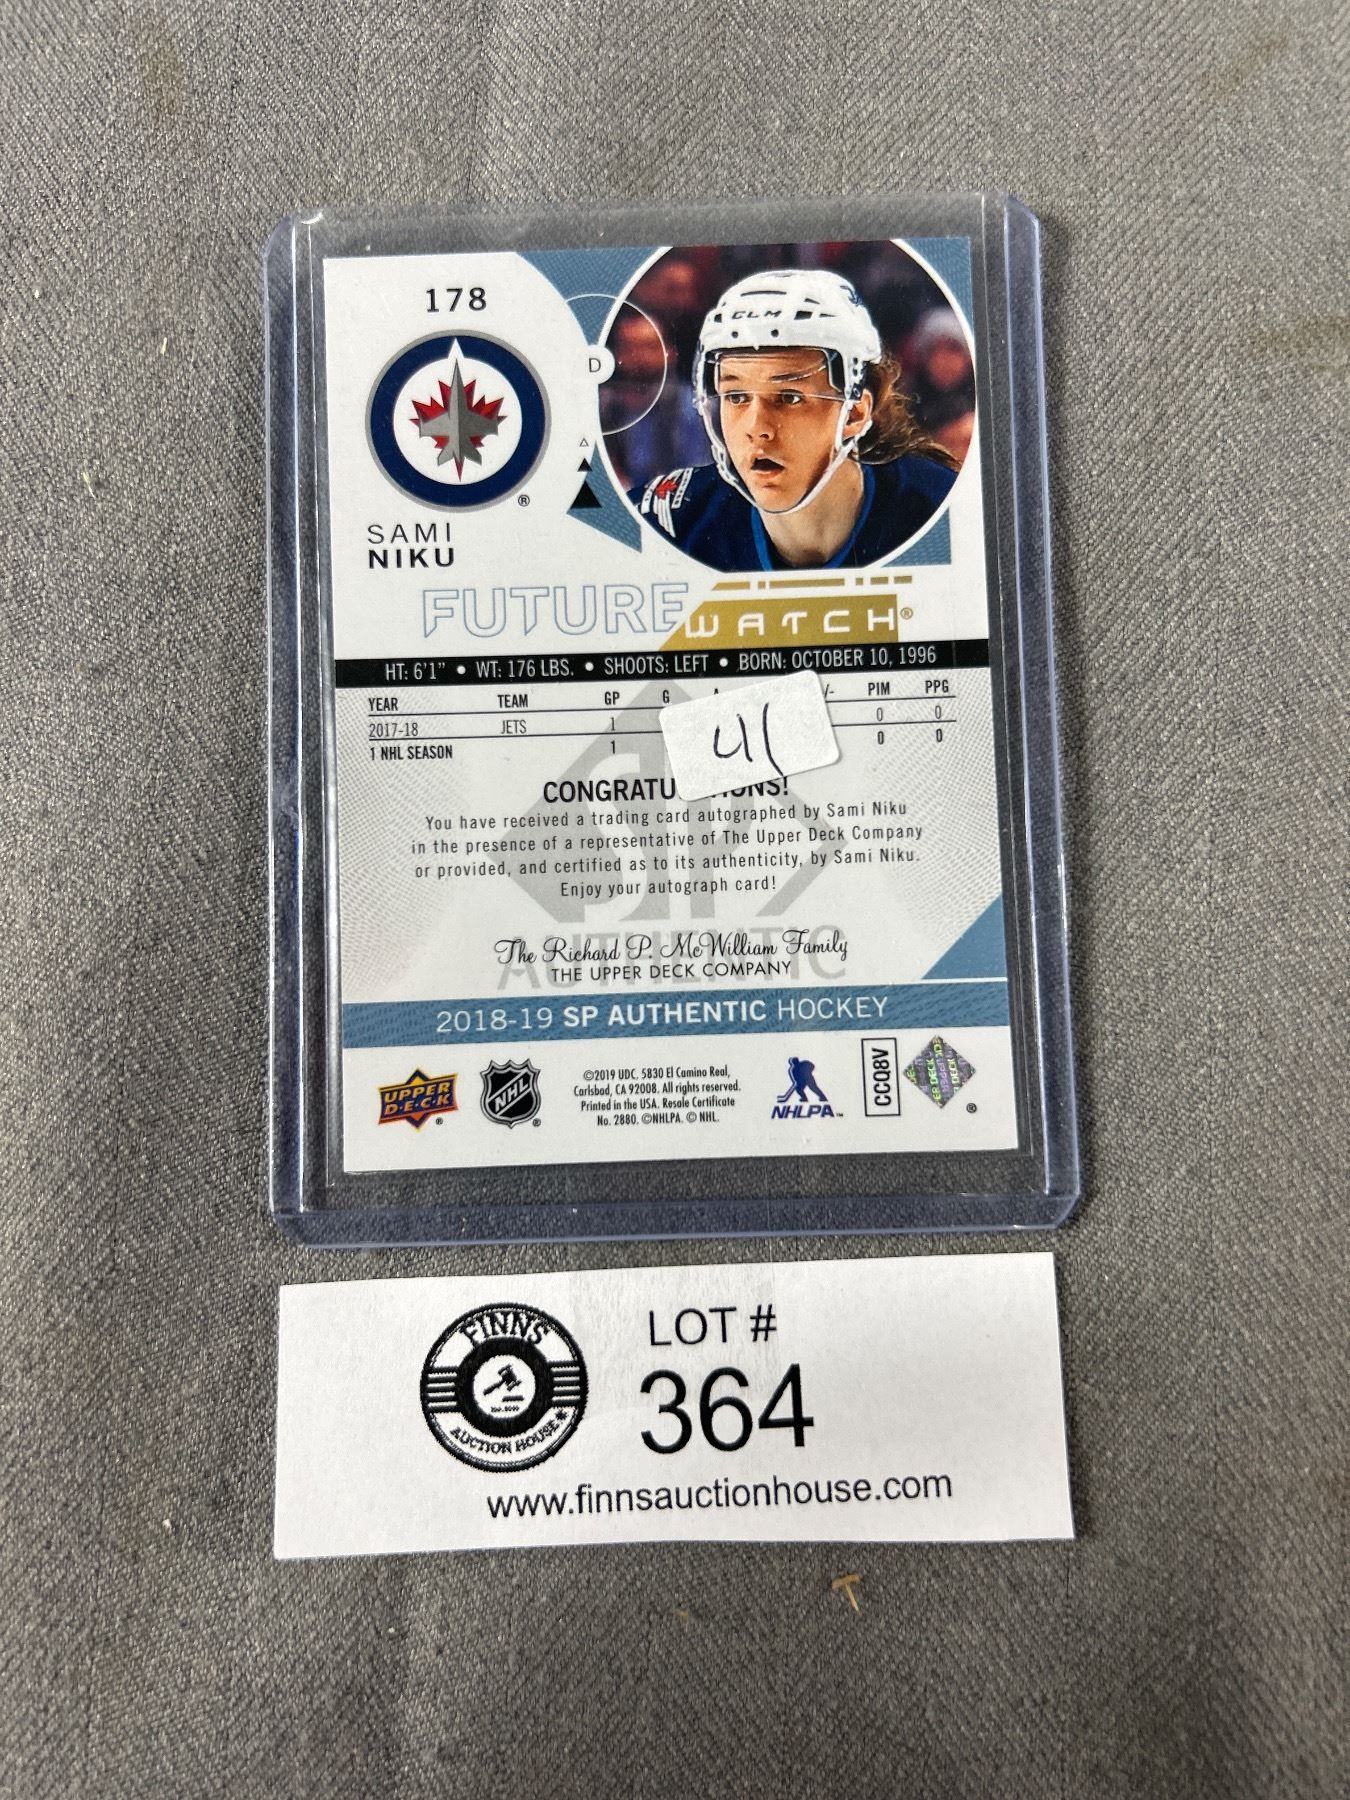 178
CCM
D
®
SAMI
NIKU
FUTURE WATCH®
HT: 6'1" • WT: 176 LBS. • SHOOTS: LEFT • BORN: OCTOBER 10, 1996
YEAR TEAM GP G /- PIM PPG
2017-18 JETS 1 0 0
1 NHL SEASON 1 0 0
41
CONGRATU NS!
You have received a trading card autographed by Sami Niku
in the presence of a representative of The Upper Deck Company
or provided, and certified as to its authenticity, by Sami Niku.
Enjoy your autograph card!
SPA
AUTHENTIC
The Richard P. McWilliam Family
THE UPPER DECK COMPANY
2018-19 SP AUTHENTIC HOCKEY
UPPER
DECK
®
NHL
®
©2019 UDC. 5830 El Camino Real,
Carlsbad, CA 92008. All rights reserved.
Printed in the USA. Resale Certificate
No. 2880. ©NHLPA. © NHL.
NHLPA™
CCQ8V
®
FINNS
AUCTION HOUSE
LOT #
364
www.finnsauctionhouse.com